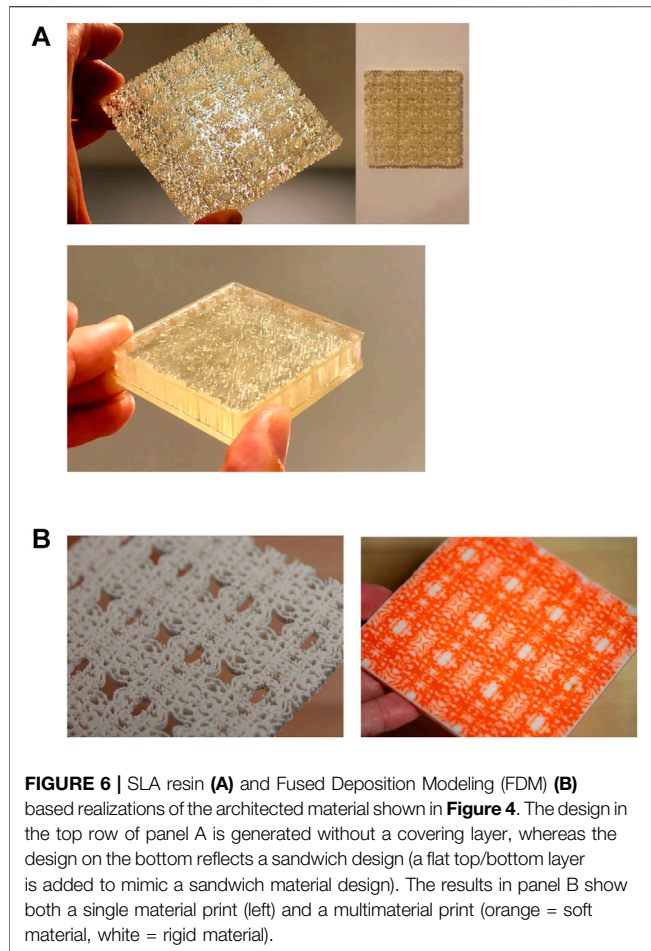 A
B
FIGURE 6 | SLA resin (A) and Fused Deposition Modeling (FDM) (B)
based realizations of the architected material shown in Figure 4. The design in
the top row of panel A is generated without a covering layer, whereas the
design on the bottom reflects a sandwich design (a flat top/bottom layer
is added to mimic a sandwich material design). The results in panel B show
both a single material print (left) and a multimaterial print (orange = soft
material, white = rigid material).